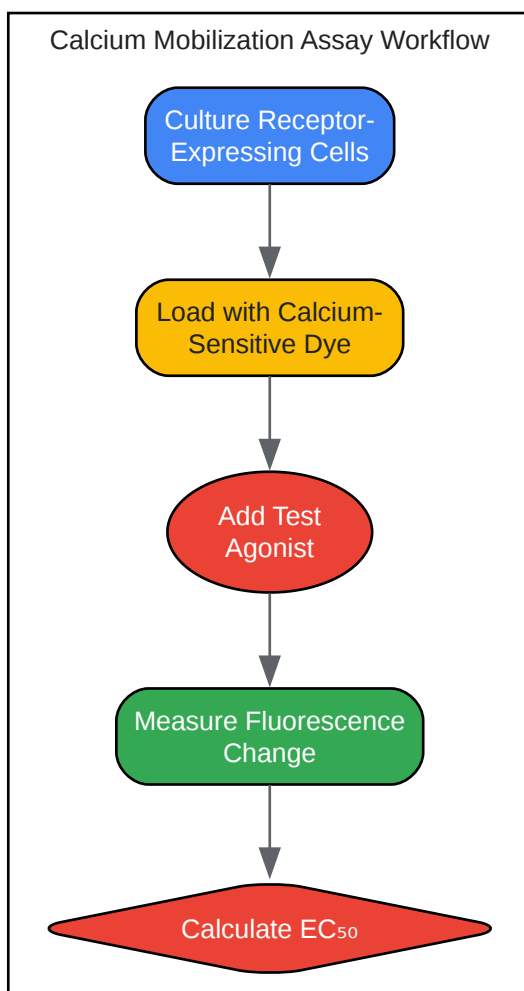 Calcium Mobilization Assay Workflow
Culture Receptor-
Expressing Cells
Load with Calcium-
Sensitive Dye
Add Test
Agonist
Measure Fluorescence
Change
Calculate EC₅₀